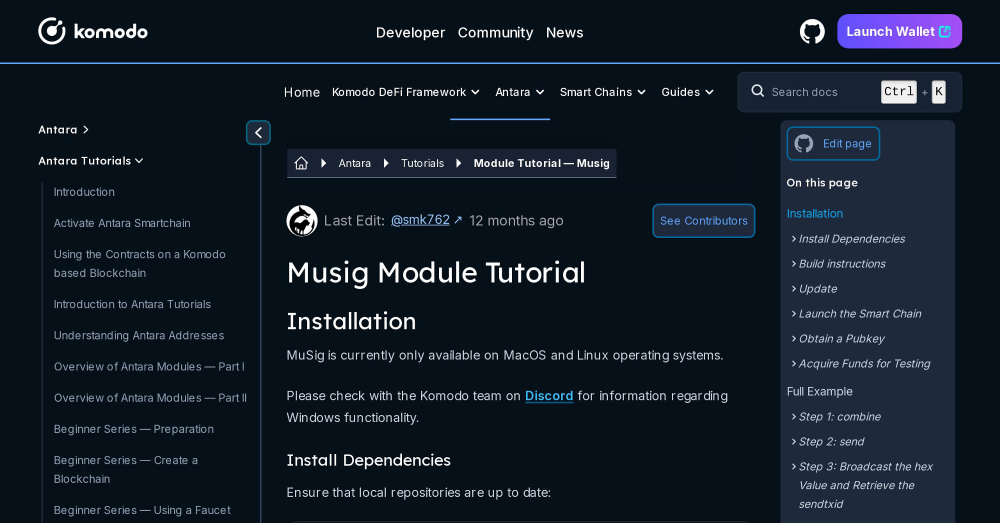 komodo
Developer Community News
Launch Wallet
Home Komodo DeFi Framework Antara Smart Chains Guides
Search docs Ctrl + K
Antara
Antara Tutorials
Introduction
Activate Antara Smartchain
Using the Contracts on a Komodo
based Blockchain
Introduction to Antara Tutorials
Understanding Antara Addresses
Overview of Antara Modules — Part I
Overview of Antara Modules — Part II
Beginner Series — Preparation
Beginner Series — Create a
Blockchain
Beginner Series — Using a Faucet
Antara Tutorials Module Tutorial — Musig
Last Edit: @smk762 ↗ 12 months ago
See Contributors
Musig Module Tutorial
Installation
MuSig is currently only available on MacOS and Linux operating systems.
Please check with the Komodo team on Discord for information regarding
Windows functionality.
Install Dependencies
Ensure that local repositories are up to date:
Edit page
On this page
Installation
Install Dependencies
Build instructions
Update
Launch the Smart Chain
Obtain a Pubkey
Acquire Funds for Testing
Full Example
Step 1: combine
Step 2: send
Step 3: Broadcast the hex
Value and Retrieve the
sendtxid